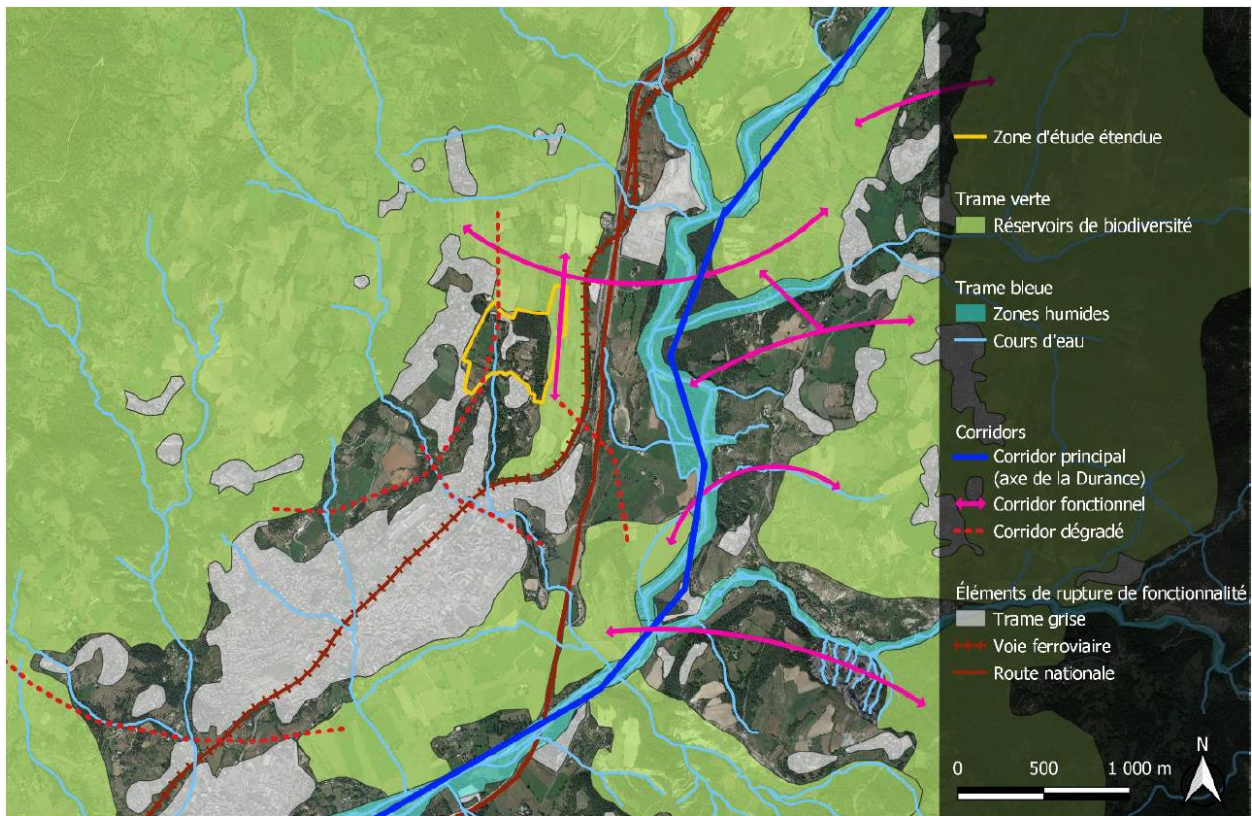 Zone d'étude étendue
Trame verte
Réservoirs de biodiversité
Trame bleue
Zones humides
Cours d'eau
Corridors
Corridor principal
(axe de la Durance)
Corridor fonctionnel
Corridor dégradé
Éléments de rupture de fonctionnalité
Trame grise
Voie ferroviaire
Route nationale
N
0 500 1 000 m